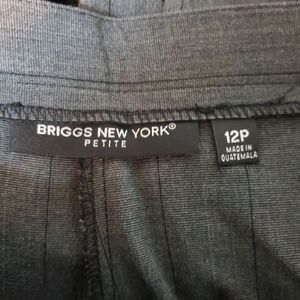 BRIGGS NEW YORK®
PETITE
12P
MADE IN
GUATEMALA